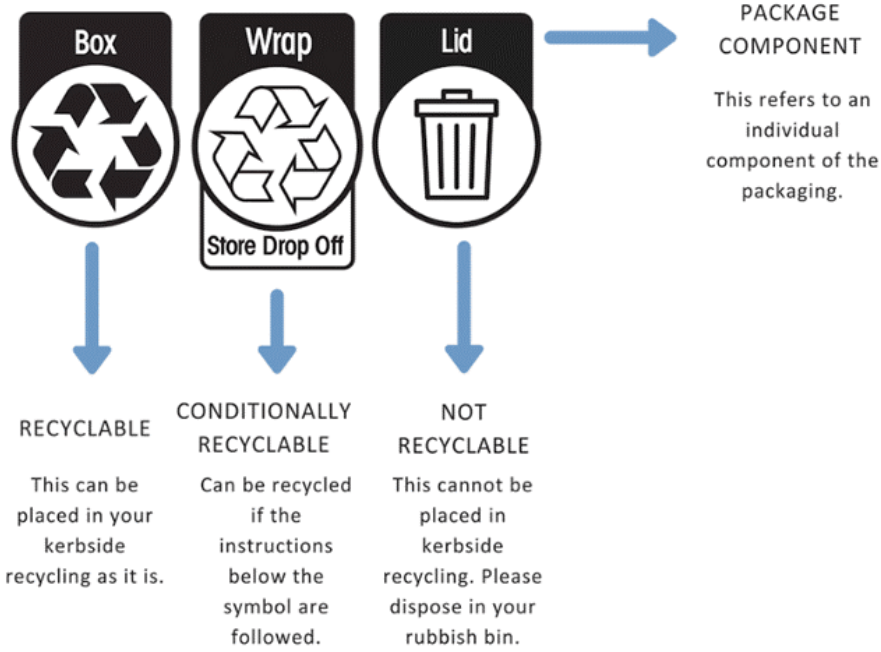 Box
Wrap
Lid
Store Drop Off
PACKAGE
COMPONENT
This refers to an
individual
component of the
packaging.
RECYCLABLE
This can be
placed in your
kerbside
recycling as it is.
CONDITIONALLY
RECYCLABLE
Can be recycled
if the
instructions
below the
symbol are
followed.
NOT
RECYCLABLE
This cannot be
placed in
kerbside
recycling. Please
dispose in your
rubbish bin.